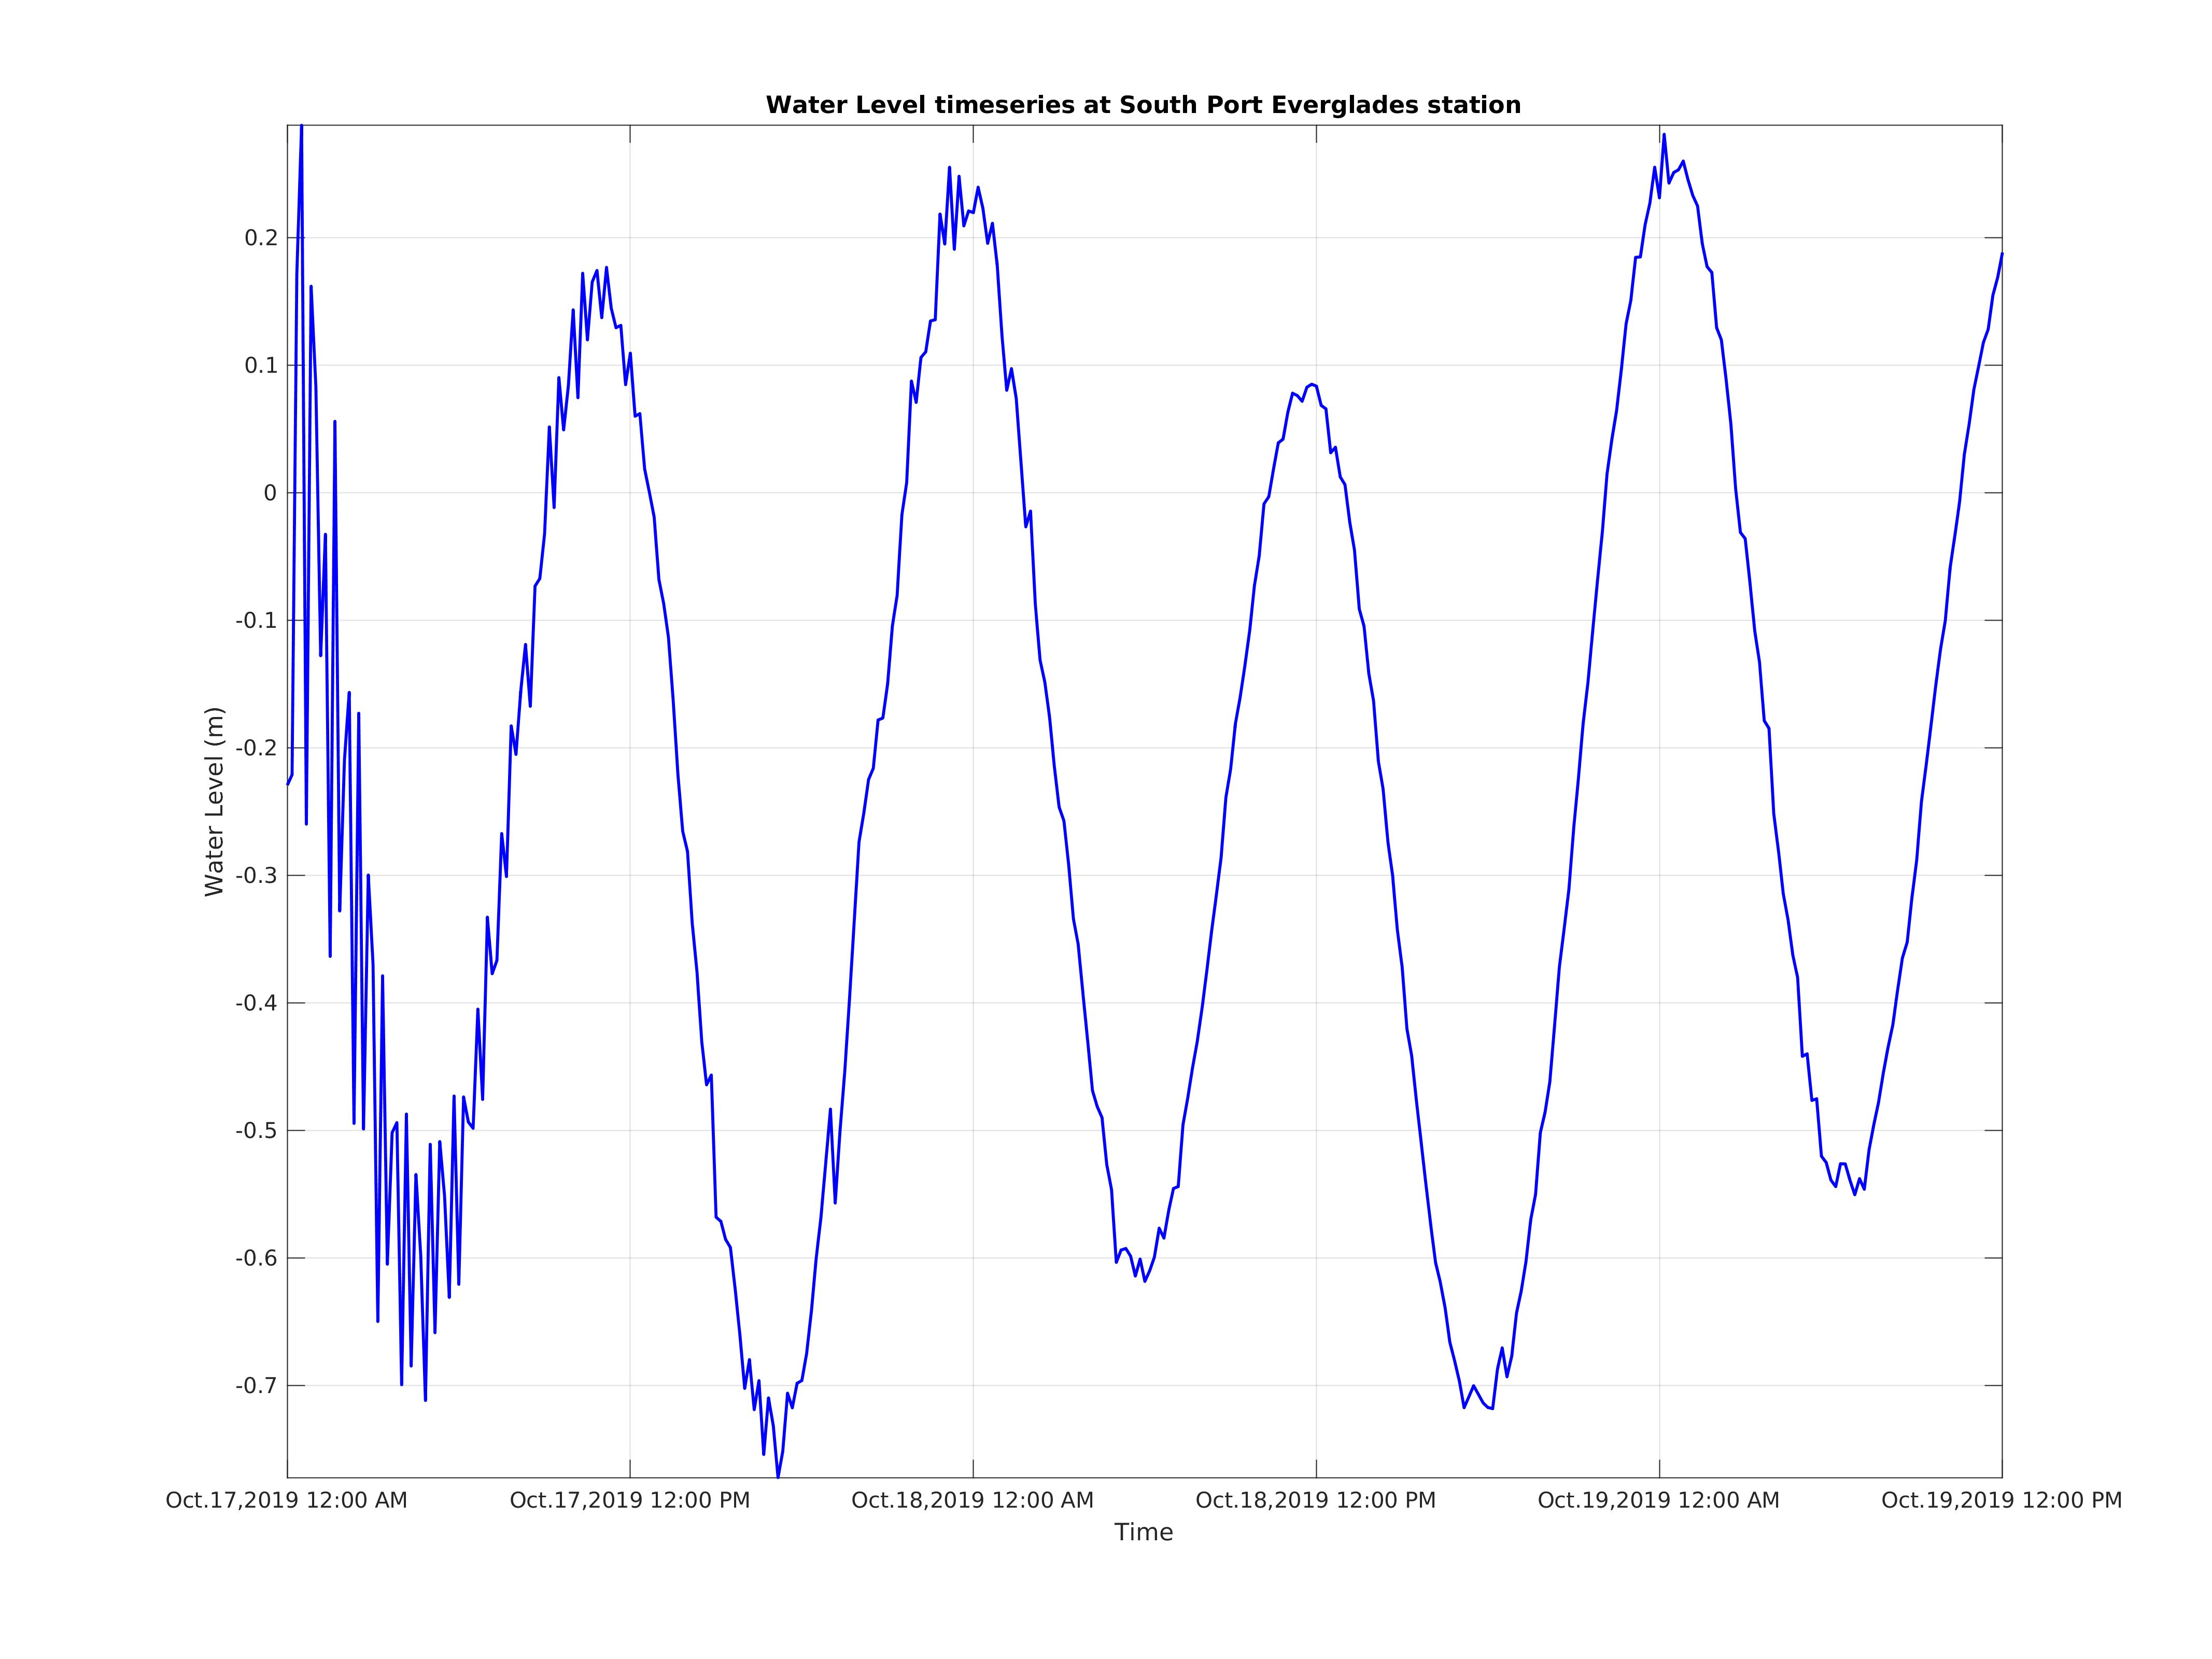 Water Level timeseries at South Port Everglades station
0.2
0.1
0
-0.1
-0.2
-0.3
-0.4
-0.5
-0.6
-0.7
Water Level (m)
Oct.17,2019 12:00 AM
Oct.17,2019 12:00 PM
Oct.18,2019 12:00 AM
Oct.18,2019 12:00 PM
Oct.19,2019 12:00 AM
Oct.19,2019 12:00 PM
Time